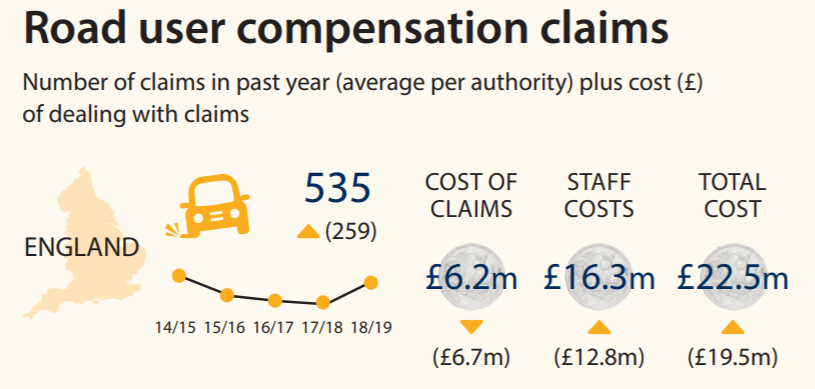 Road user compensation claims
Number of claims in past year (average per authority) plus cost (£)
of dealing with claims
ENGLAND
535
(259)
14/15 15/16 16/17 17/18 18/19
COST OF
CLAIMS
£6.2m
(£6.7m)
STAFF
COSTS
£16.3m
(£12.8m)
TOTAL
COST
£22.5m
(£19.5m)